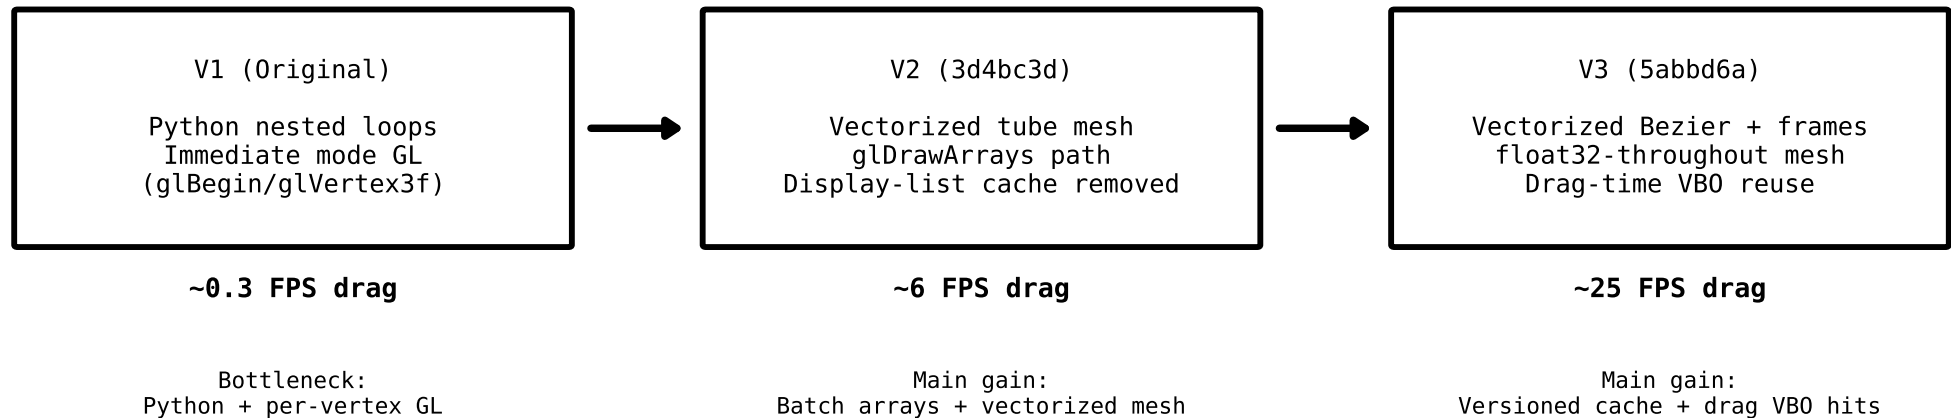 V1 (Original)
Python nested loops
Immediate mode GL
(glBegin/glVertex3f)
~0.3 FPS drag
Bottleneck:
Python + per-vertex GL
V2 (3d4bc3d)
Vectorized tube mesh
glDrawArrays path
Display-list cache removed
~6 FPS drag
Main gain:
Batch arrays + vectorized mesh
V3 (5abbd6a)
Vectorized Bezier + frames
float32-throughout mesh
Drag-time VBO reuse
~25 FPS drag
Main gain:
Versioned cache + drag VBO hits